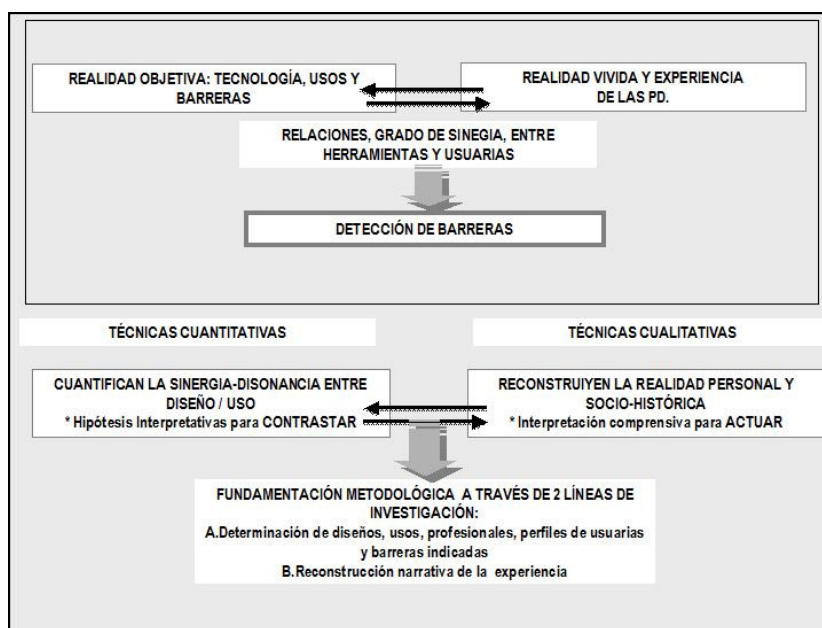 REALIDAD OBJETIVA: TECNOLOGÍA, USOS Y
BARRERAS
REALIDAD VIVIDA Y EXPERIENCIA
DE LAS PD.
RELACIONES, GRADO DE SINEGIA, ENTRE
HERRAMIENTAS Y USUARIAS
DETECCIÓN DE BARRERAS
TÉCNICAS CUANTITATIVAS
TÉCNICAS CUALITATIVAS
CUANTIFICAN LA SINERGIA-DISONANCIA ENTRE
DISEÑO / USO
* Hipótesis Interpretativas para CONTRASTAR
RECONSTRUIYEN LA REALIDAD PERSONAL Y
SOCIO-HISTÓRICA
* Interpretación comprensiva para ACTUAR
FUNDAMENTACIÓN METODOLÓGICA A TRAVÉS DE 2 LÍNEAS DE
INVESTIGACIÓN:
A.Determinación de diseños, usos, profesionales, perfiles de usuarias
y barreras indicadas
B.Reconstrucción narrativa de la experiencia